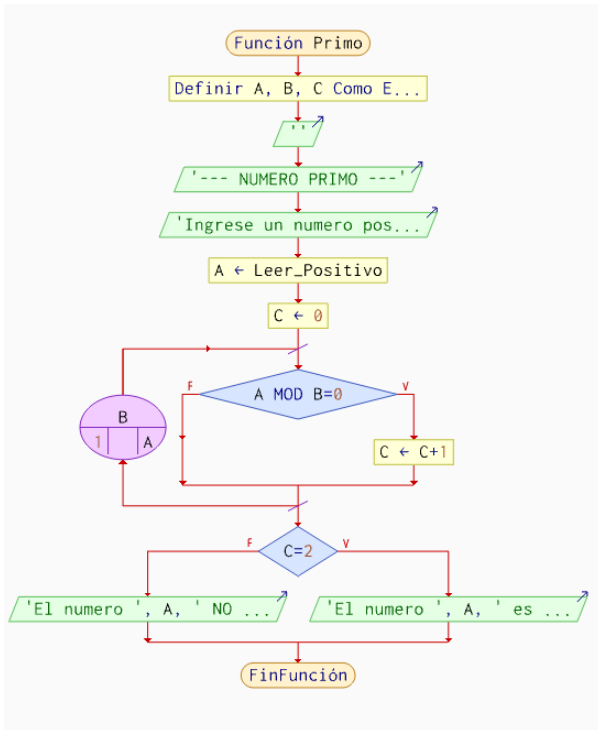 Función Primo
Definir A, B, C Como E...
''
'--- NUMERO PRIMO ---'
'Ingrese un numero pos...
A ← Leer_Positivo
C ← 0
F
A MOD B=0
V
B
1
A
C ← C+1
F
C=2
V
'El numero ', A, ' NO ...
'El numero ', A, ' es ...
FinFunción